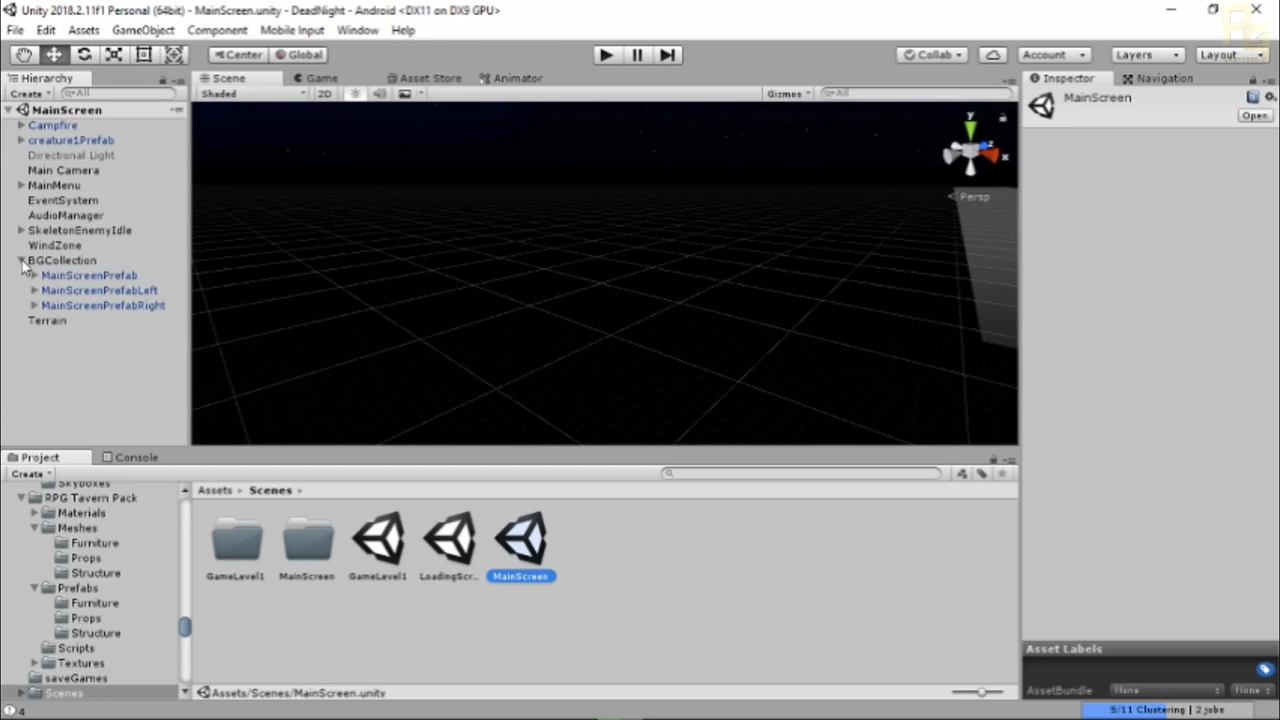 Unity 2018.2.11f1 Personal (64bit) - MainScreen.unity - DeadNight - Android <DX11 on DX9 GPU>
File Edit Assets GameObject Component Mobile Input Window Help
Center Global Collab Account Layers Layout
Hierarchy Scene Game Asset Store Animator Inspector Navigation
Create All Shaded 2D Gizmos All MainScreen
Open
MainScreen
Campfire
creature1Prefab
Directional Light
Main Camera
MainMenu
EventSystem
AudioManager
SkeletonEnemyIdle
WindZone
BGCollection
MainScreenPrefab
MainScreenPrefabLeft
MainScreenPrefabRight
Terrain
y
z
x
Persp
Project Console
Create
Skyboxes
RPG Tavern Pack
Materials
Meshes
Furniture
Props
Structure
Prefabs
Furniture
Props
Structure
Scripts
Textures
saveGames
Scenes
Assets Scenes
GameLevel1 MainScreen GameLevel1 LoadingScr... MainScreen
Assets/Scenes/MainScreen.unity
Asset Labels
AssetBundle None None
4
5/11 Clustering | 2 jobs